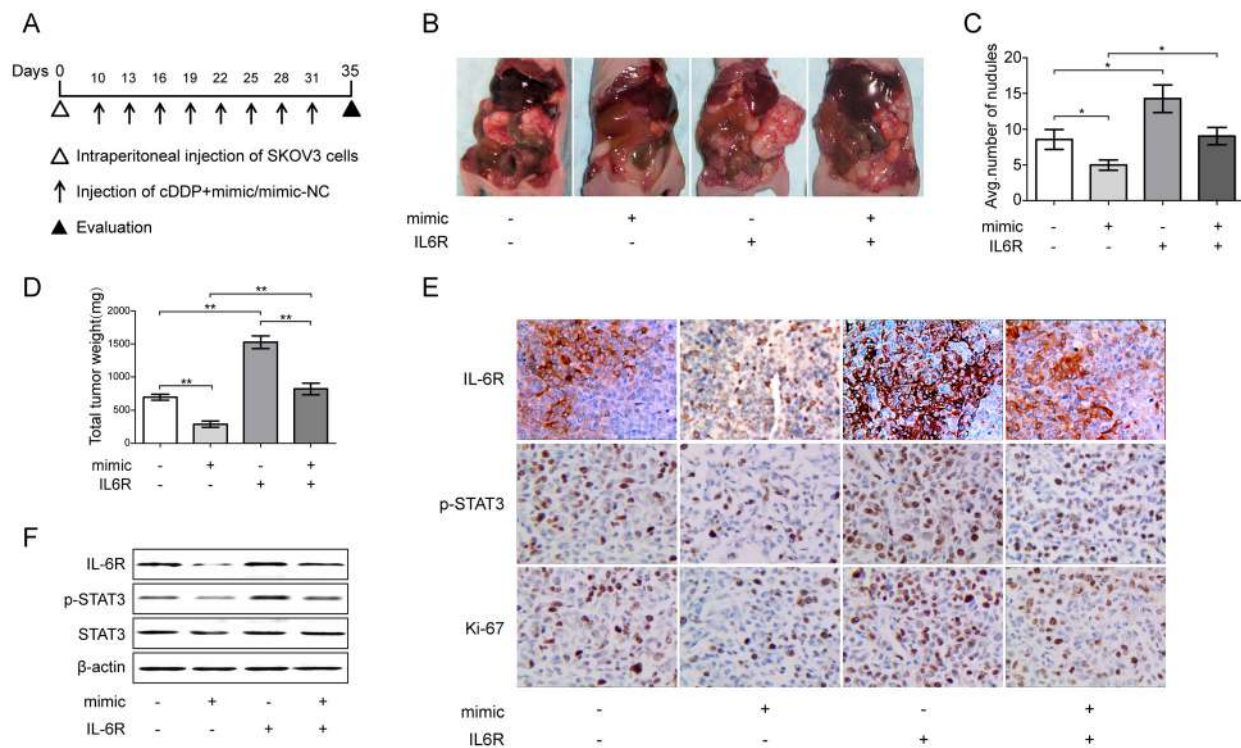 A
Days 0 10 13 16 19 22 25 28 31 35
Intraperitoneal injection of SKOV3 cells
Injection of cDDP+mimic/mimic-NC
Evaluation
B
mimic - + - +
IL6R - - + +
C
Avg.number of nudules
20
15
10
5
0
* * *
mimic - + - +
IL6R - - + +
D
Total tumor weight(mg)
2000
1500
1000
500
0
** ** ** **
mimic - + - +
IL6R - - + +
E
IL-6R
p-STAT3
Ki-67
mimic - + - +
IL6R - - + +
F
IL-6R
p-STAT3
STAT3
β-actin
mimic - + - +
IL-6R - - + +